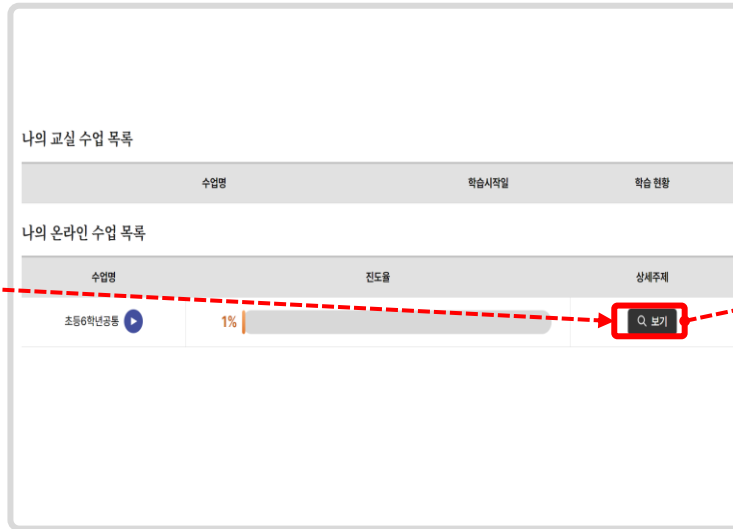 나의 교실 수업 목록
수업명 학습시작일 학습 현황
나의 온라인 수업 목록
수업명 진도율 상세주제
초등6학년공통 1% 보기